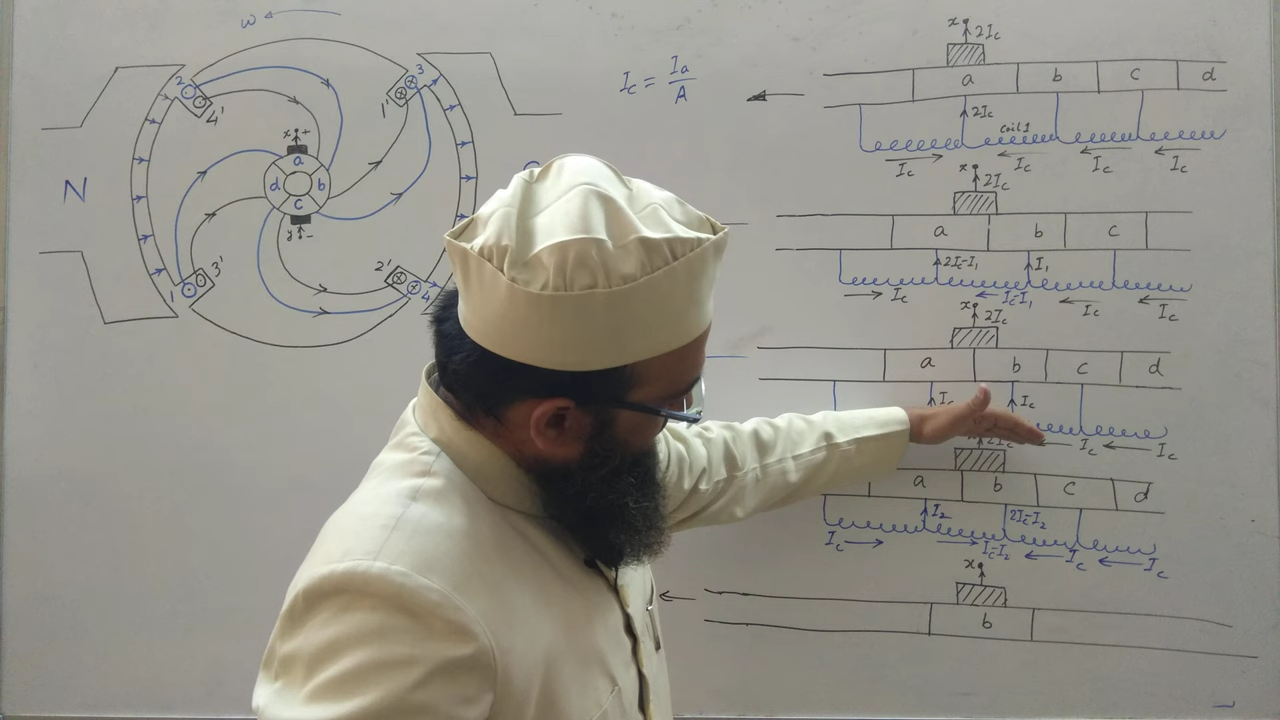 ω
N
2
4'
3
1'
x +
a
d b
c
y -
3'
1
2'
4
Ic = Ia/A
x
2Ic
a b c d
2Ic
coil 1
Ic Ic Ic Ic
x
2Ic
a b c
2Ic-I1 I1
Ic Ic-I1 Ic Ic
x
2Ic
a b c d
Ic Ic
Ic Ic
2Ic
a b c d
I2 2Ic-I2
Ic Ic-I2 Ic Ic
x
b